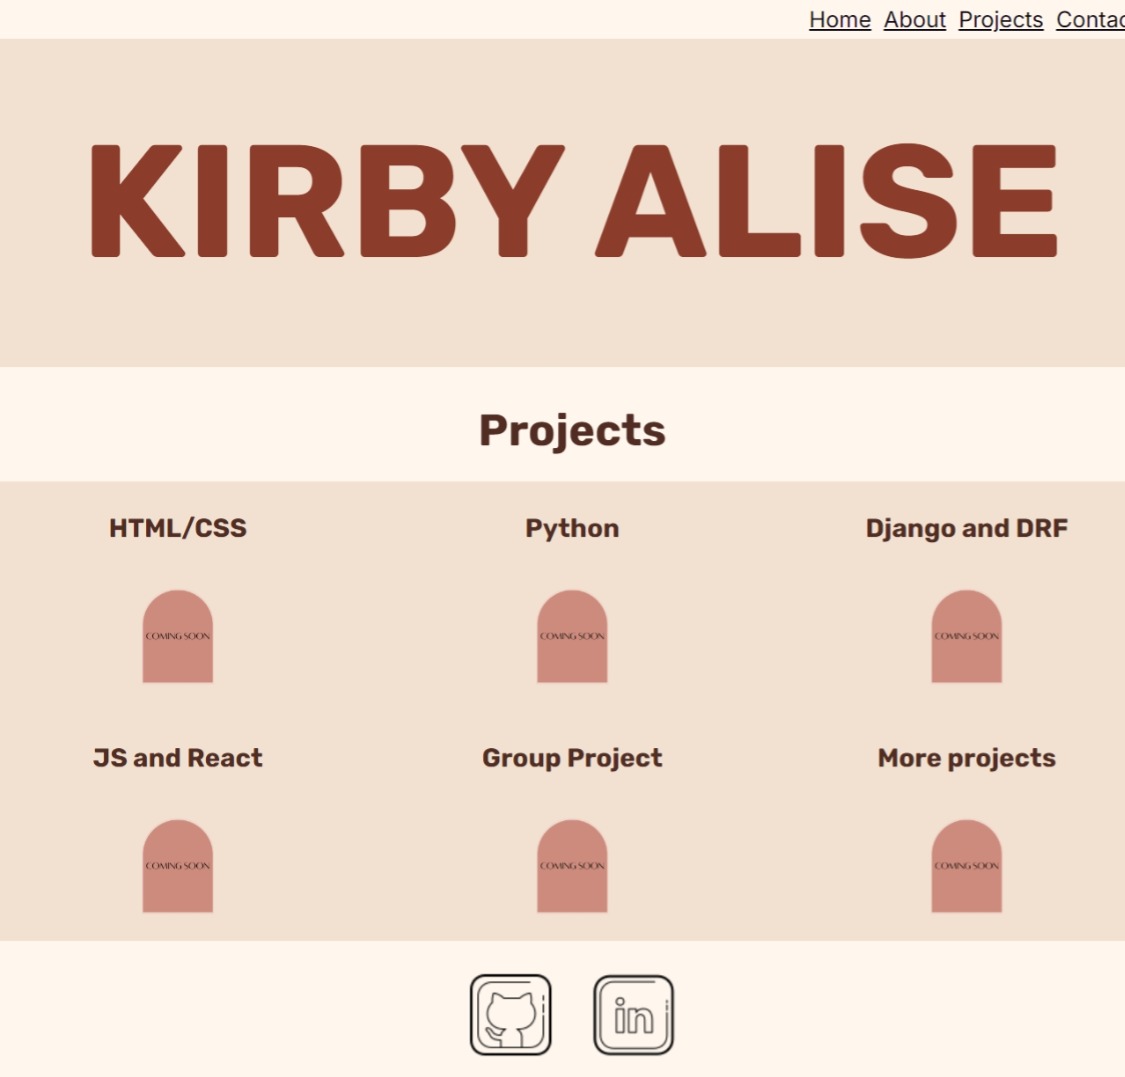 Home About Projects Contac
KIRBY ALISE
Projects
HTML/CSS Python Django and DRF
COMING SOON COMING SOON COMING SOON
JS and React Group Project More projects
COMING SOON COMING SOON COMING SOON
in